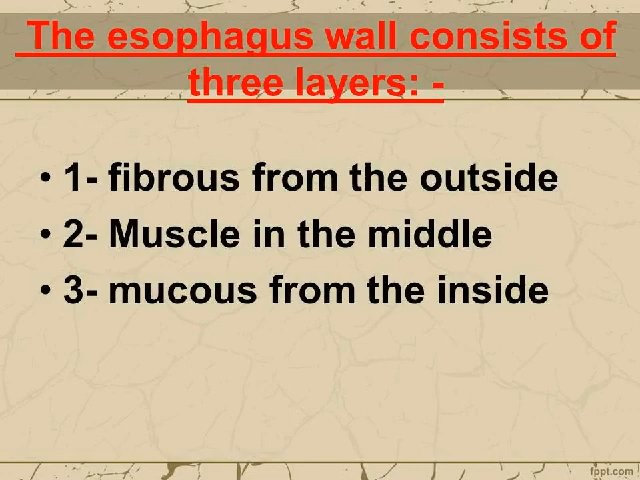 The esophagus wall consists of
three layers: -
• 1- fibrous from the outside
• 2- Muscle in the middle
• 3- mucous from the inside
fppt.com